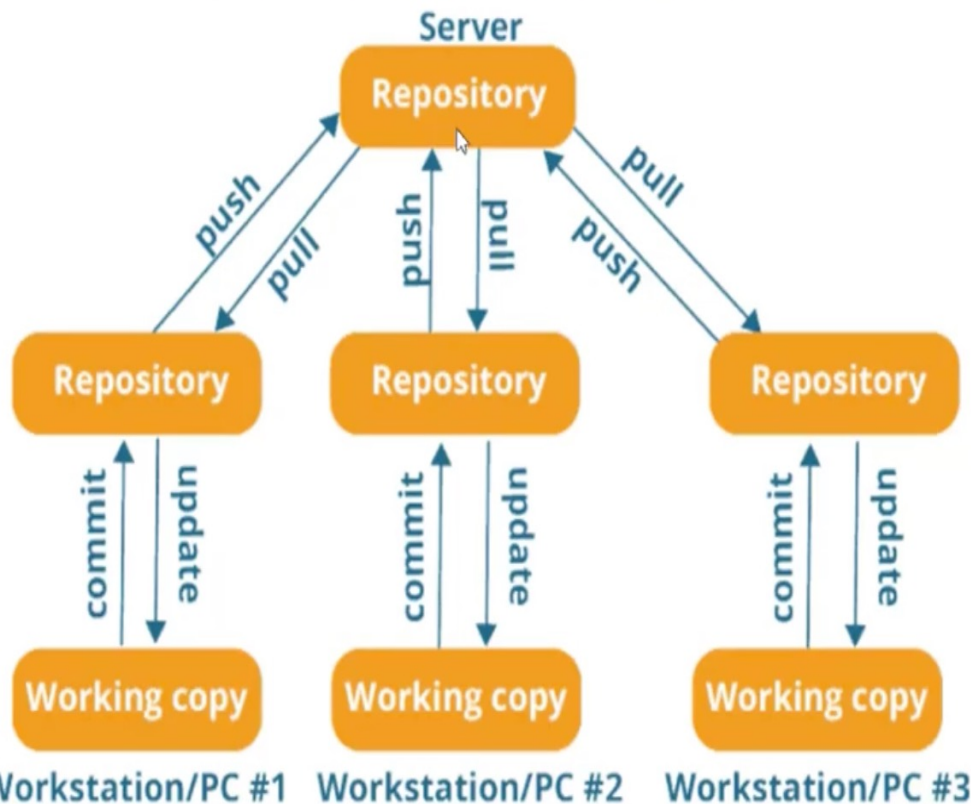 Server
Repository
push
pull
push
pull
push
pull
Repository
Repository
Repository
commit
update
commit
update
commit
update
Working copy
Working copy
Working copy
Workstation/PC #1
Workstation/PC #2
Workstation/PC #3